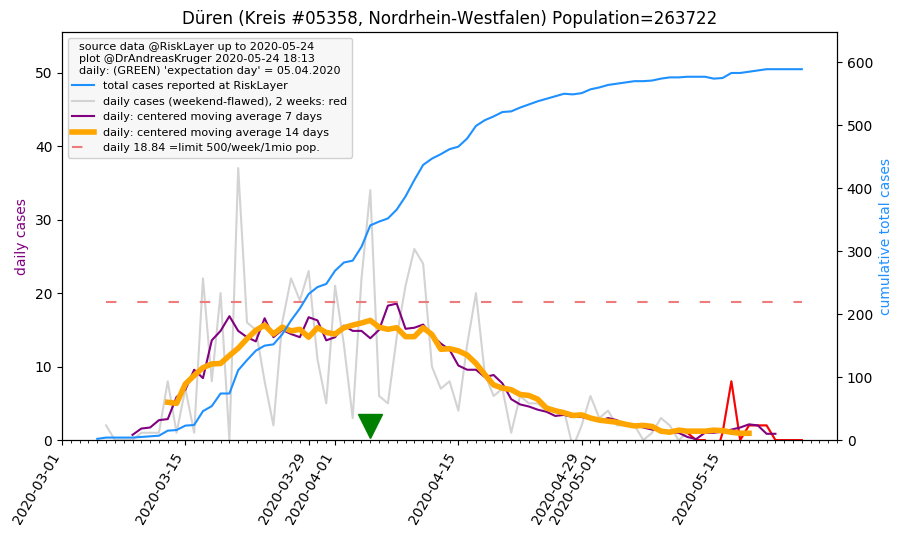 Düren (Kreis #05358, Nordrhein-Westfalen) Population=263722
source data @RiskLayer up to 2020-05-24
plot @DrAndreasKruger 2020-05-24 18:13
daily: (GREEN) 'expectation day' = 05.04.2020
total cases reported at RiskLayer
daily cases (weekend-flawed), 2 weeks: red
daily: centered moving average 7 days
daily: centered moving average 14 days
daily 18.84 =limit 500/week/1mio pop.
daily cases
50
40
30
20
10
0
cumulative total cases
600
500
400
300
200
100
0
2020-03-01
2020-03-15
2020-03-29
2020-04-01
2020-04-15
2020-04-29
2020-05-01
2020-05-15